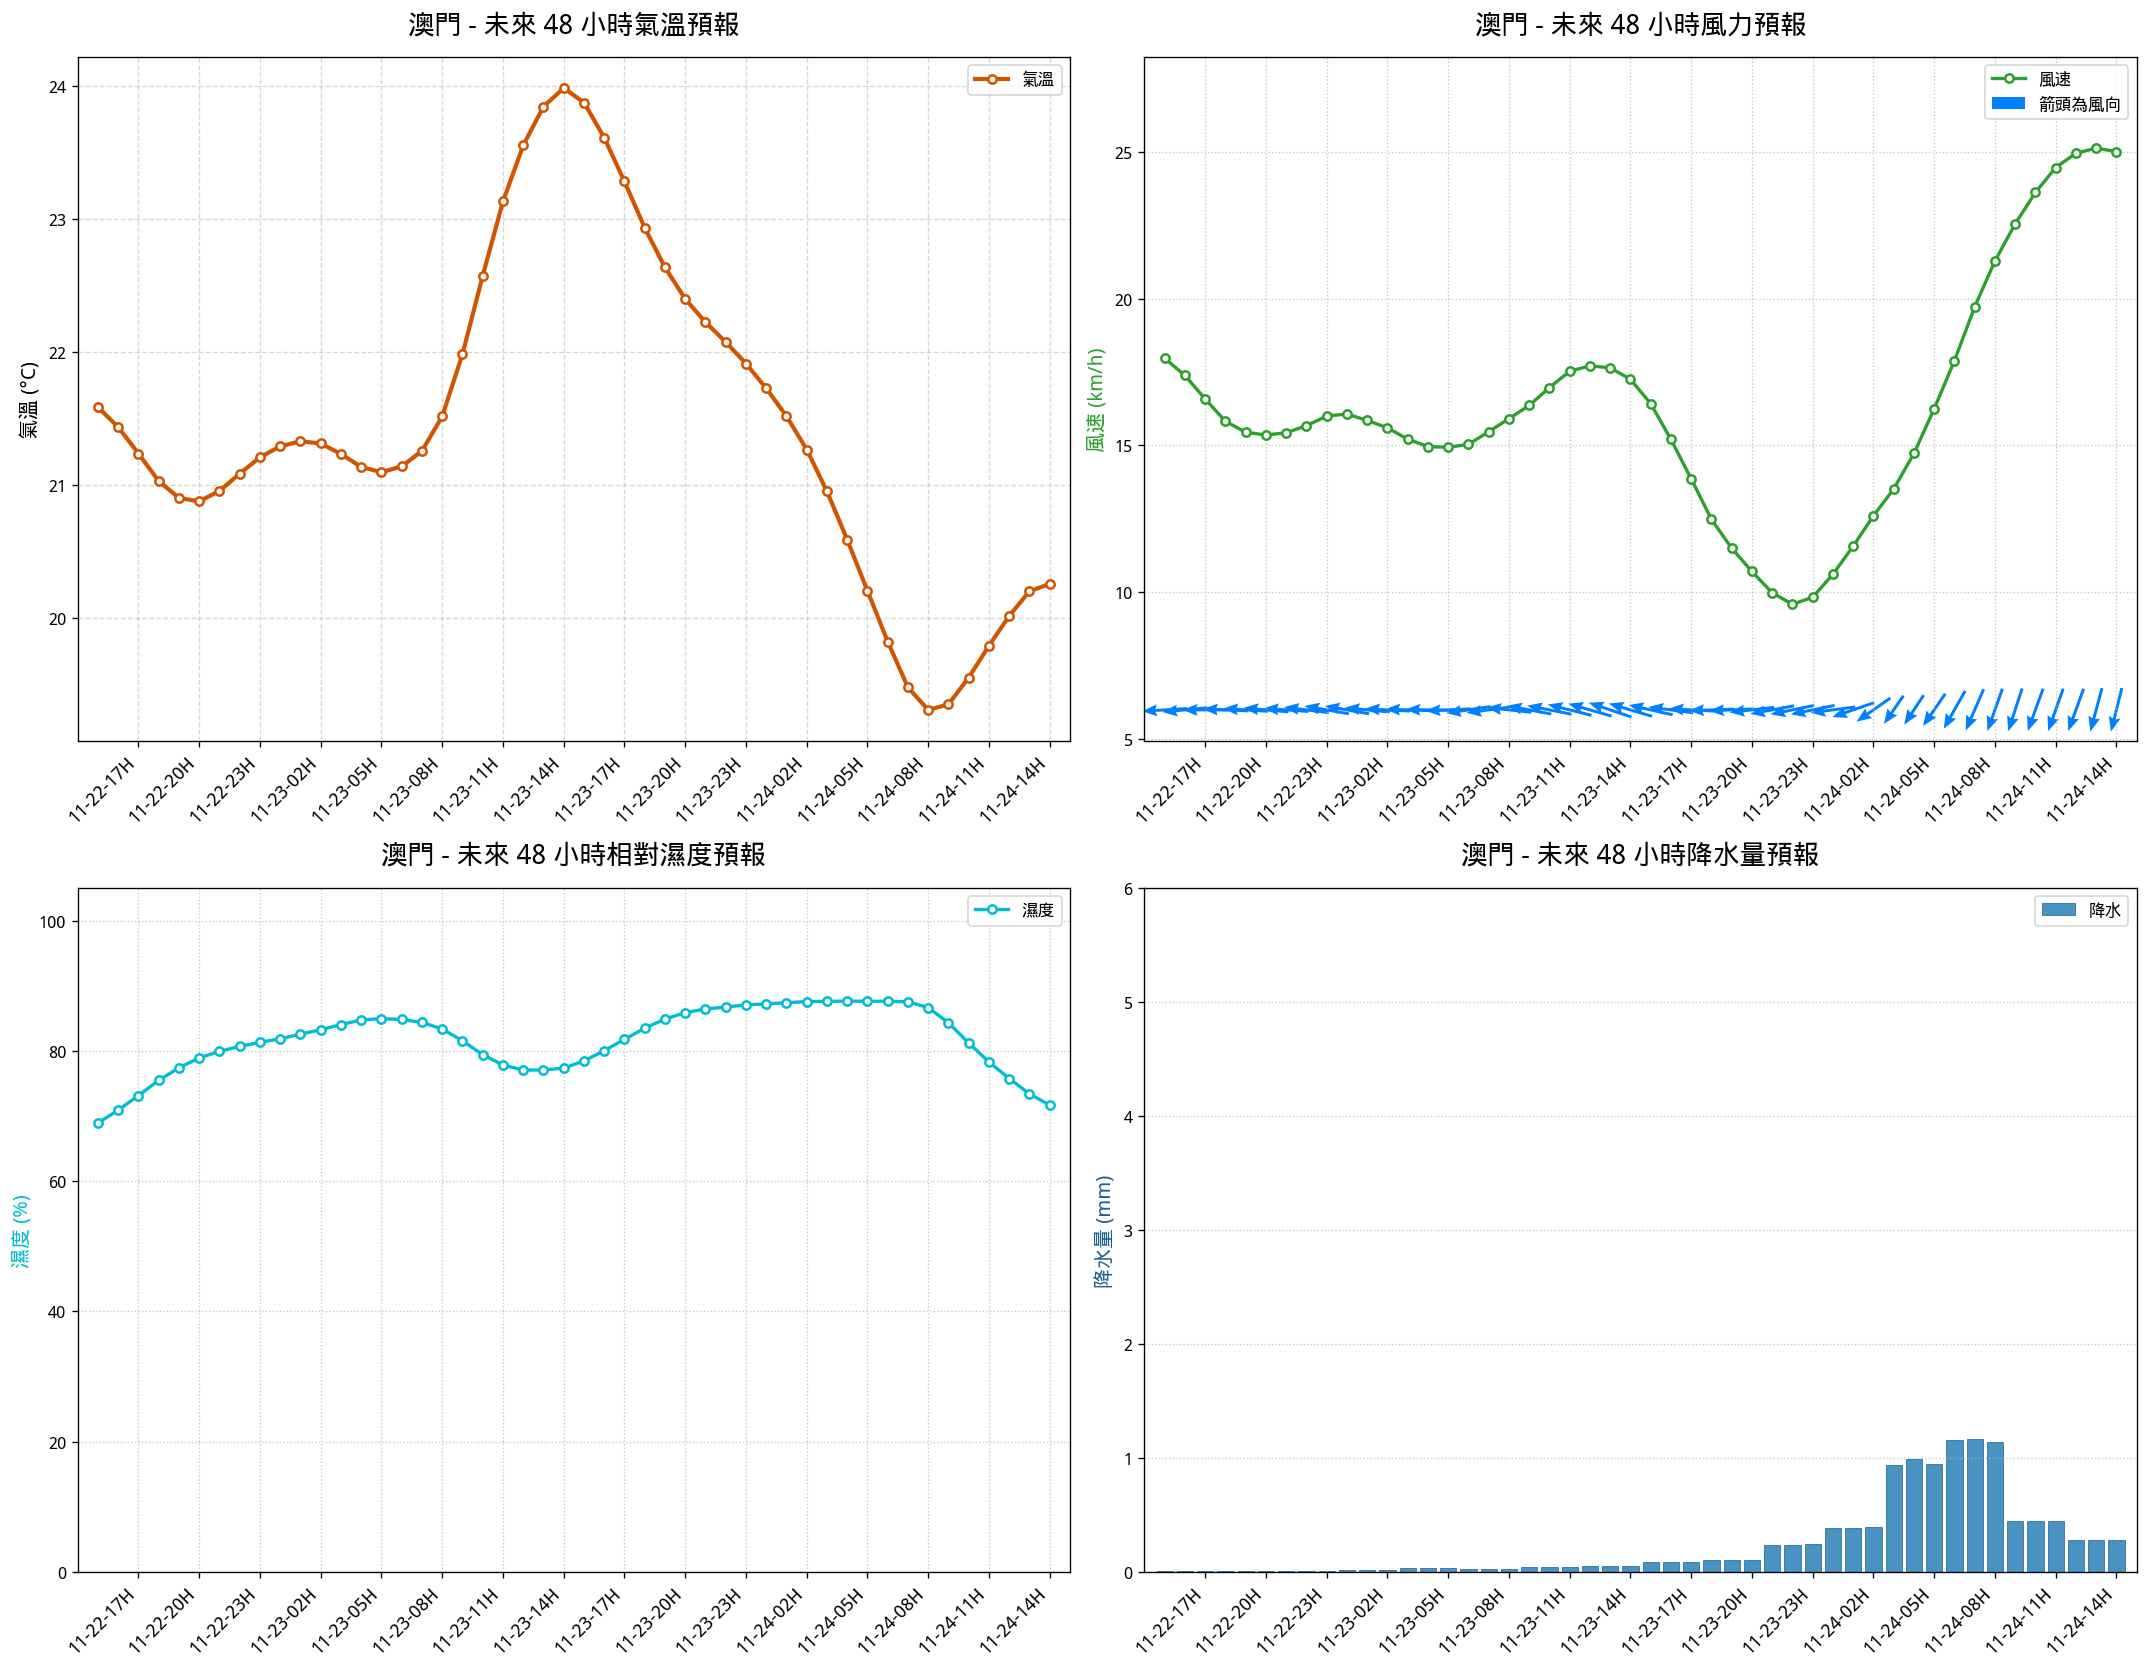 澳門 - 未來 48 小時氣溫預報
氣溫
氣溫 (°C)
24
23
22
21
20
11-22-17H
11-22-20H
11-22-23H
11-23-02H
11-23-05H
11-23-08H
11-23-11H
11-23-14H
11-23-17H
11-23-20H
11-23-23H
11-24-02H
11-24-05H
11-24-08H
11-24-11H
11-24-14H
澳門 - 未來 48 小時風力預報
風速
箭頭為風向
風速 (km/h)
25
20
15
10
5
11-22-17H
11-22-20H
11-22-23H
11-23-02H
11-23-05H
11-23-08H
11-23-11H
11-23-14H
11-23-17H
11-23-20H
11-23-23H
11-24-02H
11-24-05H
11-24-08H
11-24-11H
11-24-14H
澳門 - 未來 48 小時相對濕度預報
濕度
濕度 (%)
100
80
60
40
20
0
11-22-17H
11-22-20H
11-22-23H
11-23-02H
11-23-05H
11-23-08H
11-23-11H
11-23-14H
11-23-17H
11-23-20H
11-23-23H
11-24-02H
11-24-05H
11-24-08H
11-24-11H
11-24-14H
澳門 - 未來 48 小時降水量預報
降水
降水量 (mm)
6
5
4
3
2
1
0
11-22-17H
11-22-20H
11-22-23H
11-23-02H
11-23-05H
11-23-08H
11-23-11H
11-23-14H
11-23-17H
11-23-20H
11-23-23H
11-24-02H
11-24-05H
11-24-08H
11-24-11H
11-24-14H